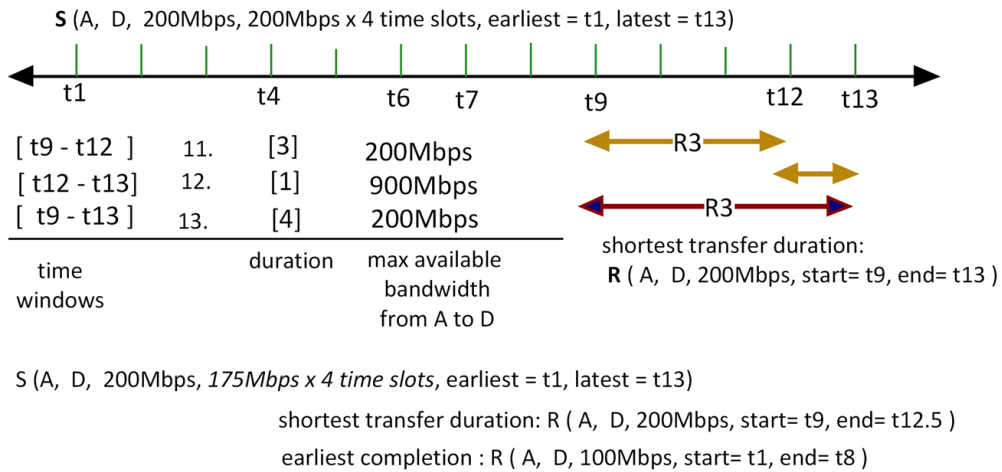 S (A, D, 200Mbps, 200Mbps x 4 time slots, earliest = t1, latest = t13)
t1 t4 t6 t7 t9 t12 t13
[ t9 - t12 ] 11. [3] 200Mbps R3
[ t12 - t13] 12. [1] 900Mbps
[ t9 - t13 ] 13. [4] 200Mbps R3
time
windows
duration
max available
bandwidth
from A to D
shortest transfer duration:
R ( A, D, 200Mbps, start= t9, end= t13 )
S (A, D, 200Mbps, 175Mbps x 4 time slots, earliest = t1, latest = t13)
shortest transfer duration: R ( A, D, 200Mbps, start= t9, end= t12.5 )
earliest completion : R ( A, D, 100Mbps, start= t1, end= t8 )